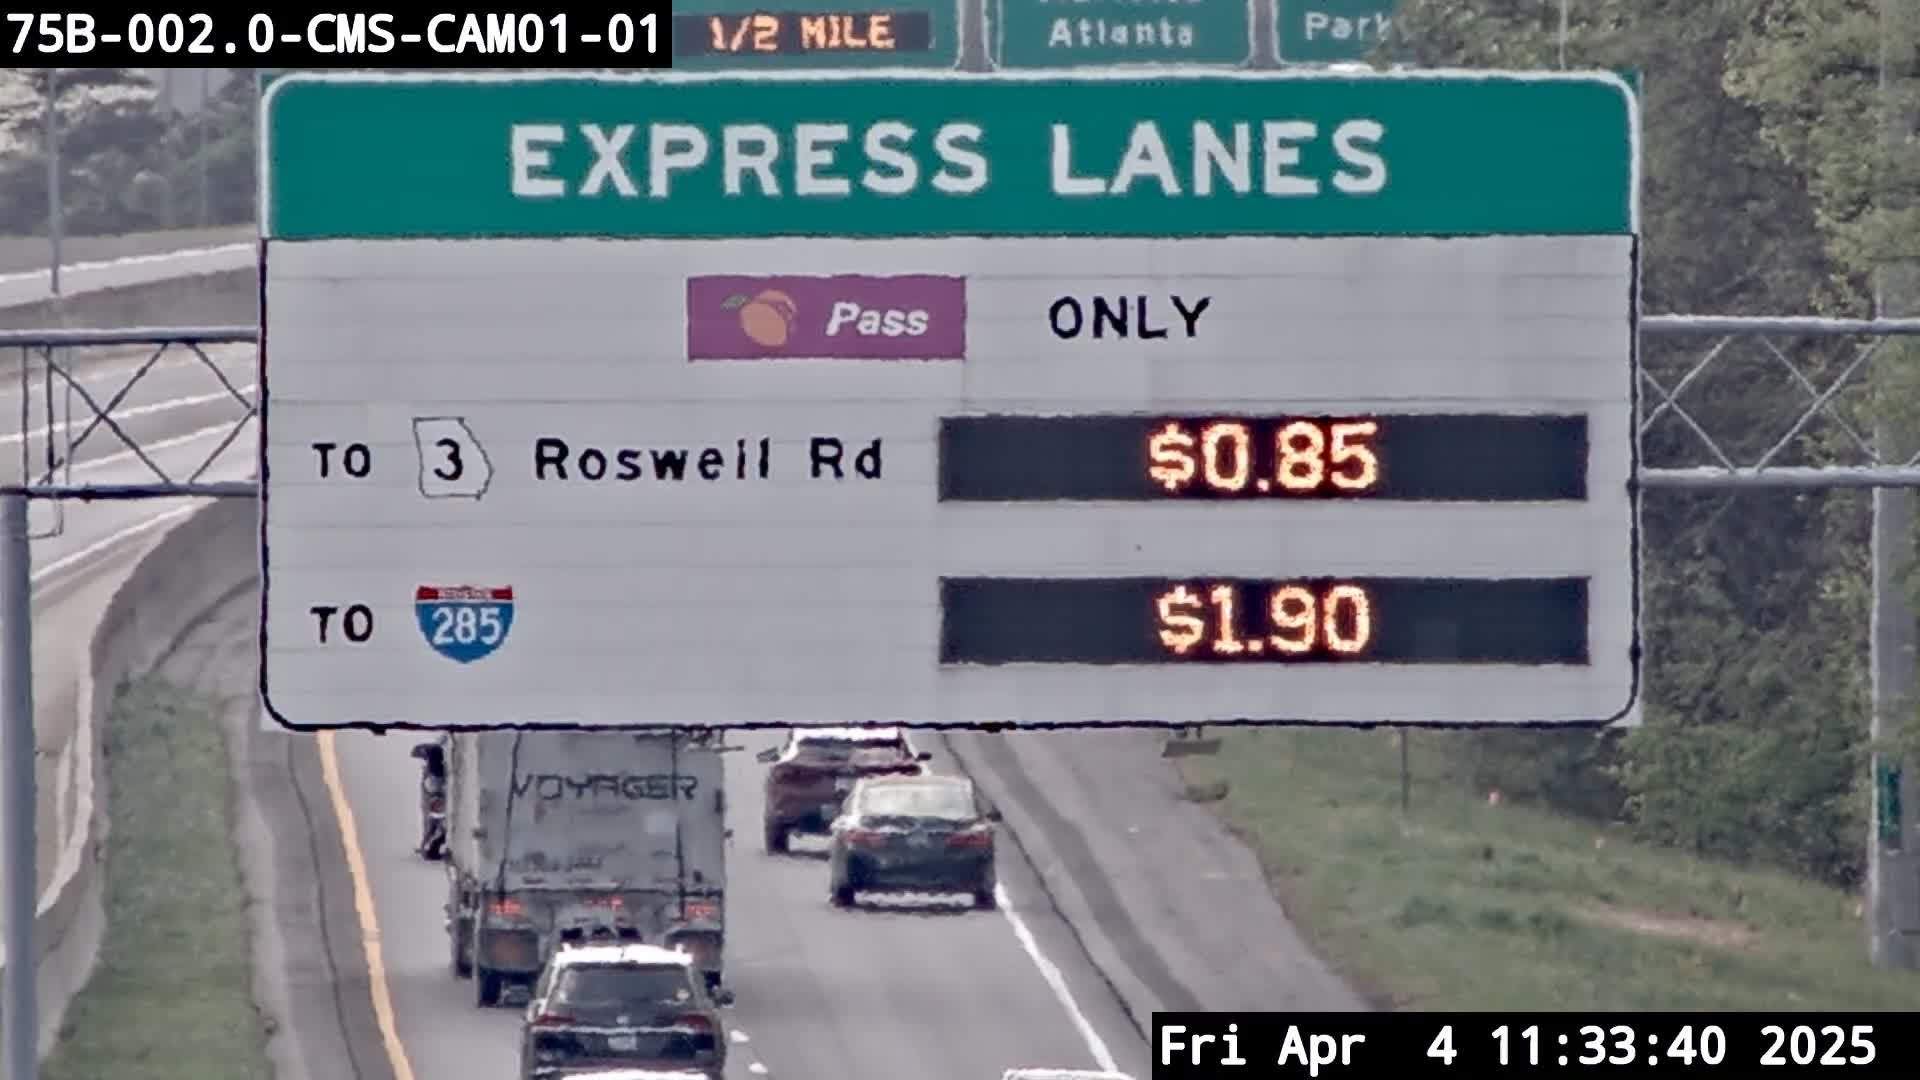 75B-002.0-CMS-CAM01-01
1/2 MILE
Atlanta
Park
EXPRESS LANES
Pass ONLY
TO 3 Roswell Rd $0.85
TO 285 $1.90
VOYAGER
Fri Apr 4 11:33:40 2025